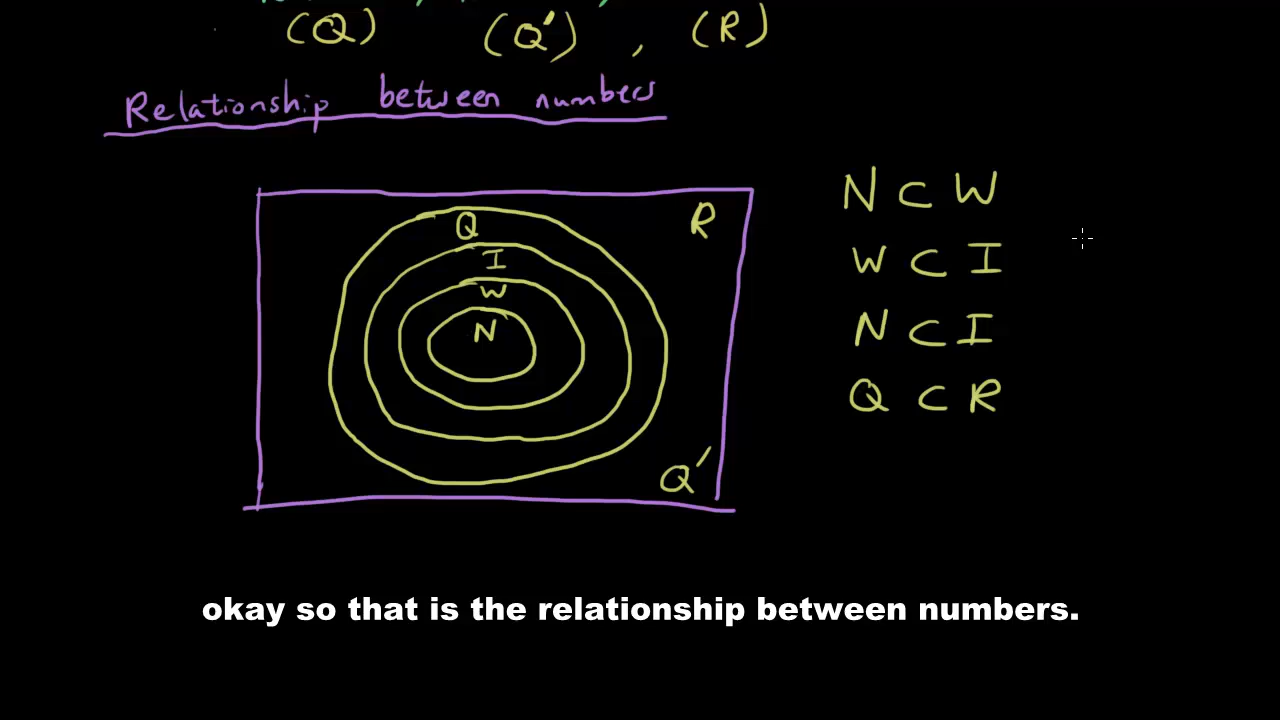 (Q) (Q') , (R)
Relationship between numbers
N ⊂ W
R
Q
W ⊂ I
I
W
N ⊂ I
N
Q ⊂ R
Q'
okay so that is the relationship between numbers.